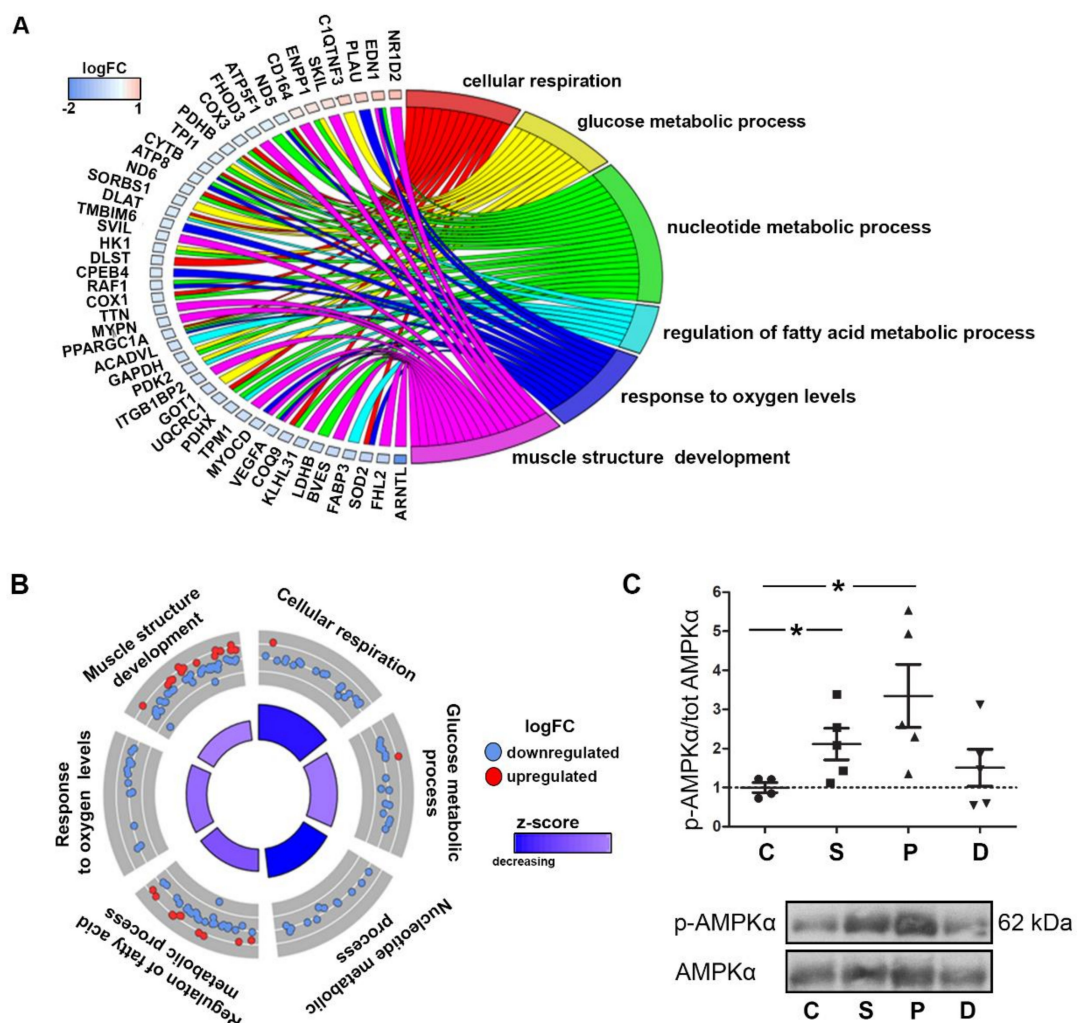 A
logFC
-2 1
NR1D2
EDN1
PLAU
C1QTNF3
SKIL
ENPP1
CD164
ND5
ATP5F1
FHOD3
COX3
PDHB
TPI1
CYTB
ATP8
ND6
SORBS1
DLAT
TMBIM6
SVIL
HK1
DLST
CPEB4
RAF1
COX1
TTN
MYPN
PPARGC1A
ACADVL
GAPDH
PDK2
ITGB1BP2
GOT1
UQCRC1
PDHX
TPM1
MYOCD
VEGFA
COQ9
KLHL31
LDHB
BVES
FABP3
SOD2
FHL2
ARNTL
cellular respiration
glucose metabolic process
nucleotide metabolic process
regulation of fatty acid metabolic process
response to oxygen levels
muscle structure development
B
Muscle structure
development
Cellular respiration
Glucose metabolic
process
Nucleotide metabolic
process
Regulaton of fatty acid
metabolic process
Response
to oxygen levels
logFC
downregulated
upregulated
z-score
decreasing
C
p-AMPKα/tot AMPKα
6
5
4
3
2
1
0
*
*
C S P D
p-AMPKα 62 kDa
AMPKα
C S P D